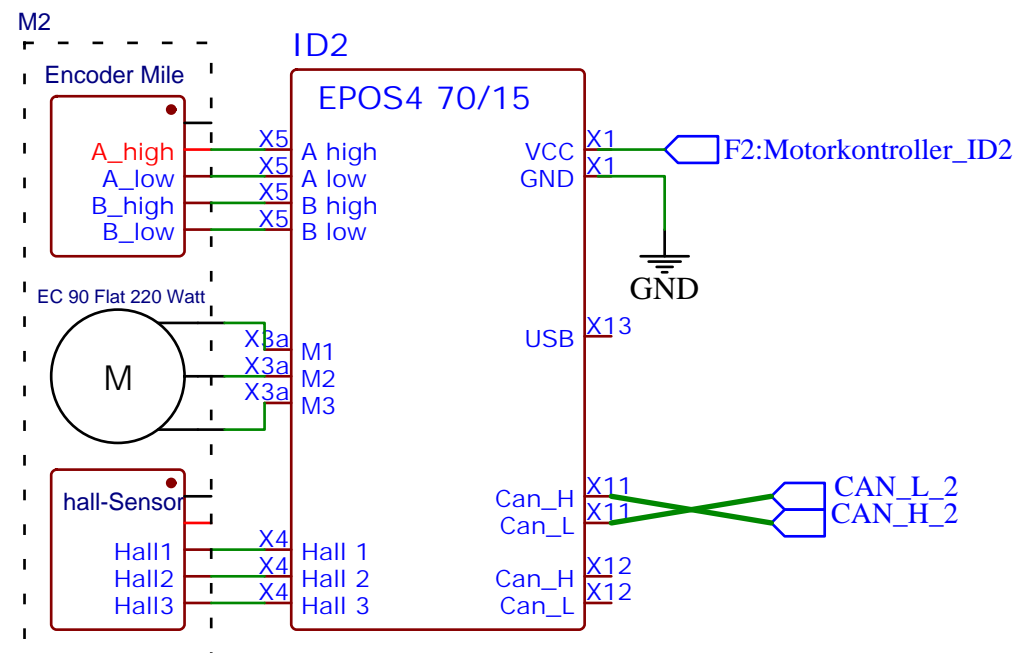 M2
ID2
Encoder Mile
EPOS4 70/15
A_high X5 A high
A_low X5 A low
B_high X5 B high
B_low X5 B low
VCC X1 F2:Motorkontroller_ID2
GND X1
GND
EC 90 Flat 220 Watt
M
X3a M1
X3a M2
X3a M3
USB X13
hall-Sensor
Hall1 X4 Hall 1
Hall2 X4 Hall 2
Hall3 X4 Hall 3
Can_H X11 CAN_L_2
Can_L X11 CAN_H_2
Can_H X12
Can_L X12